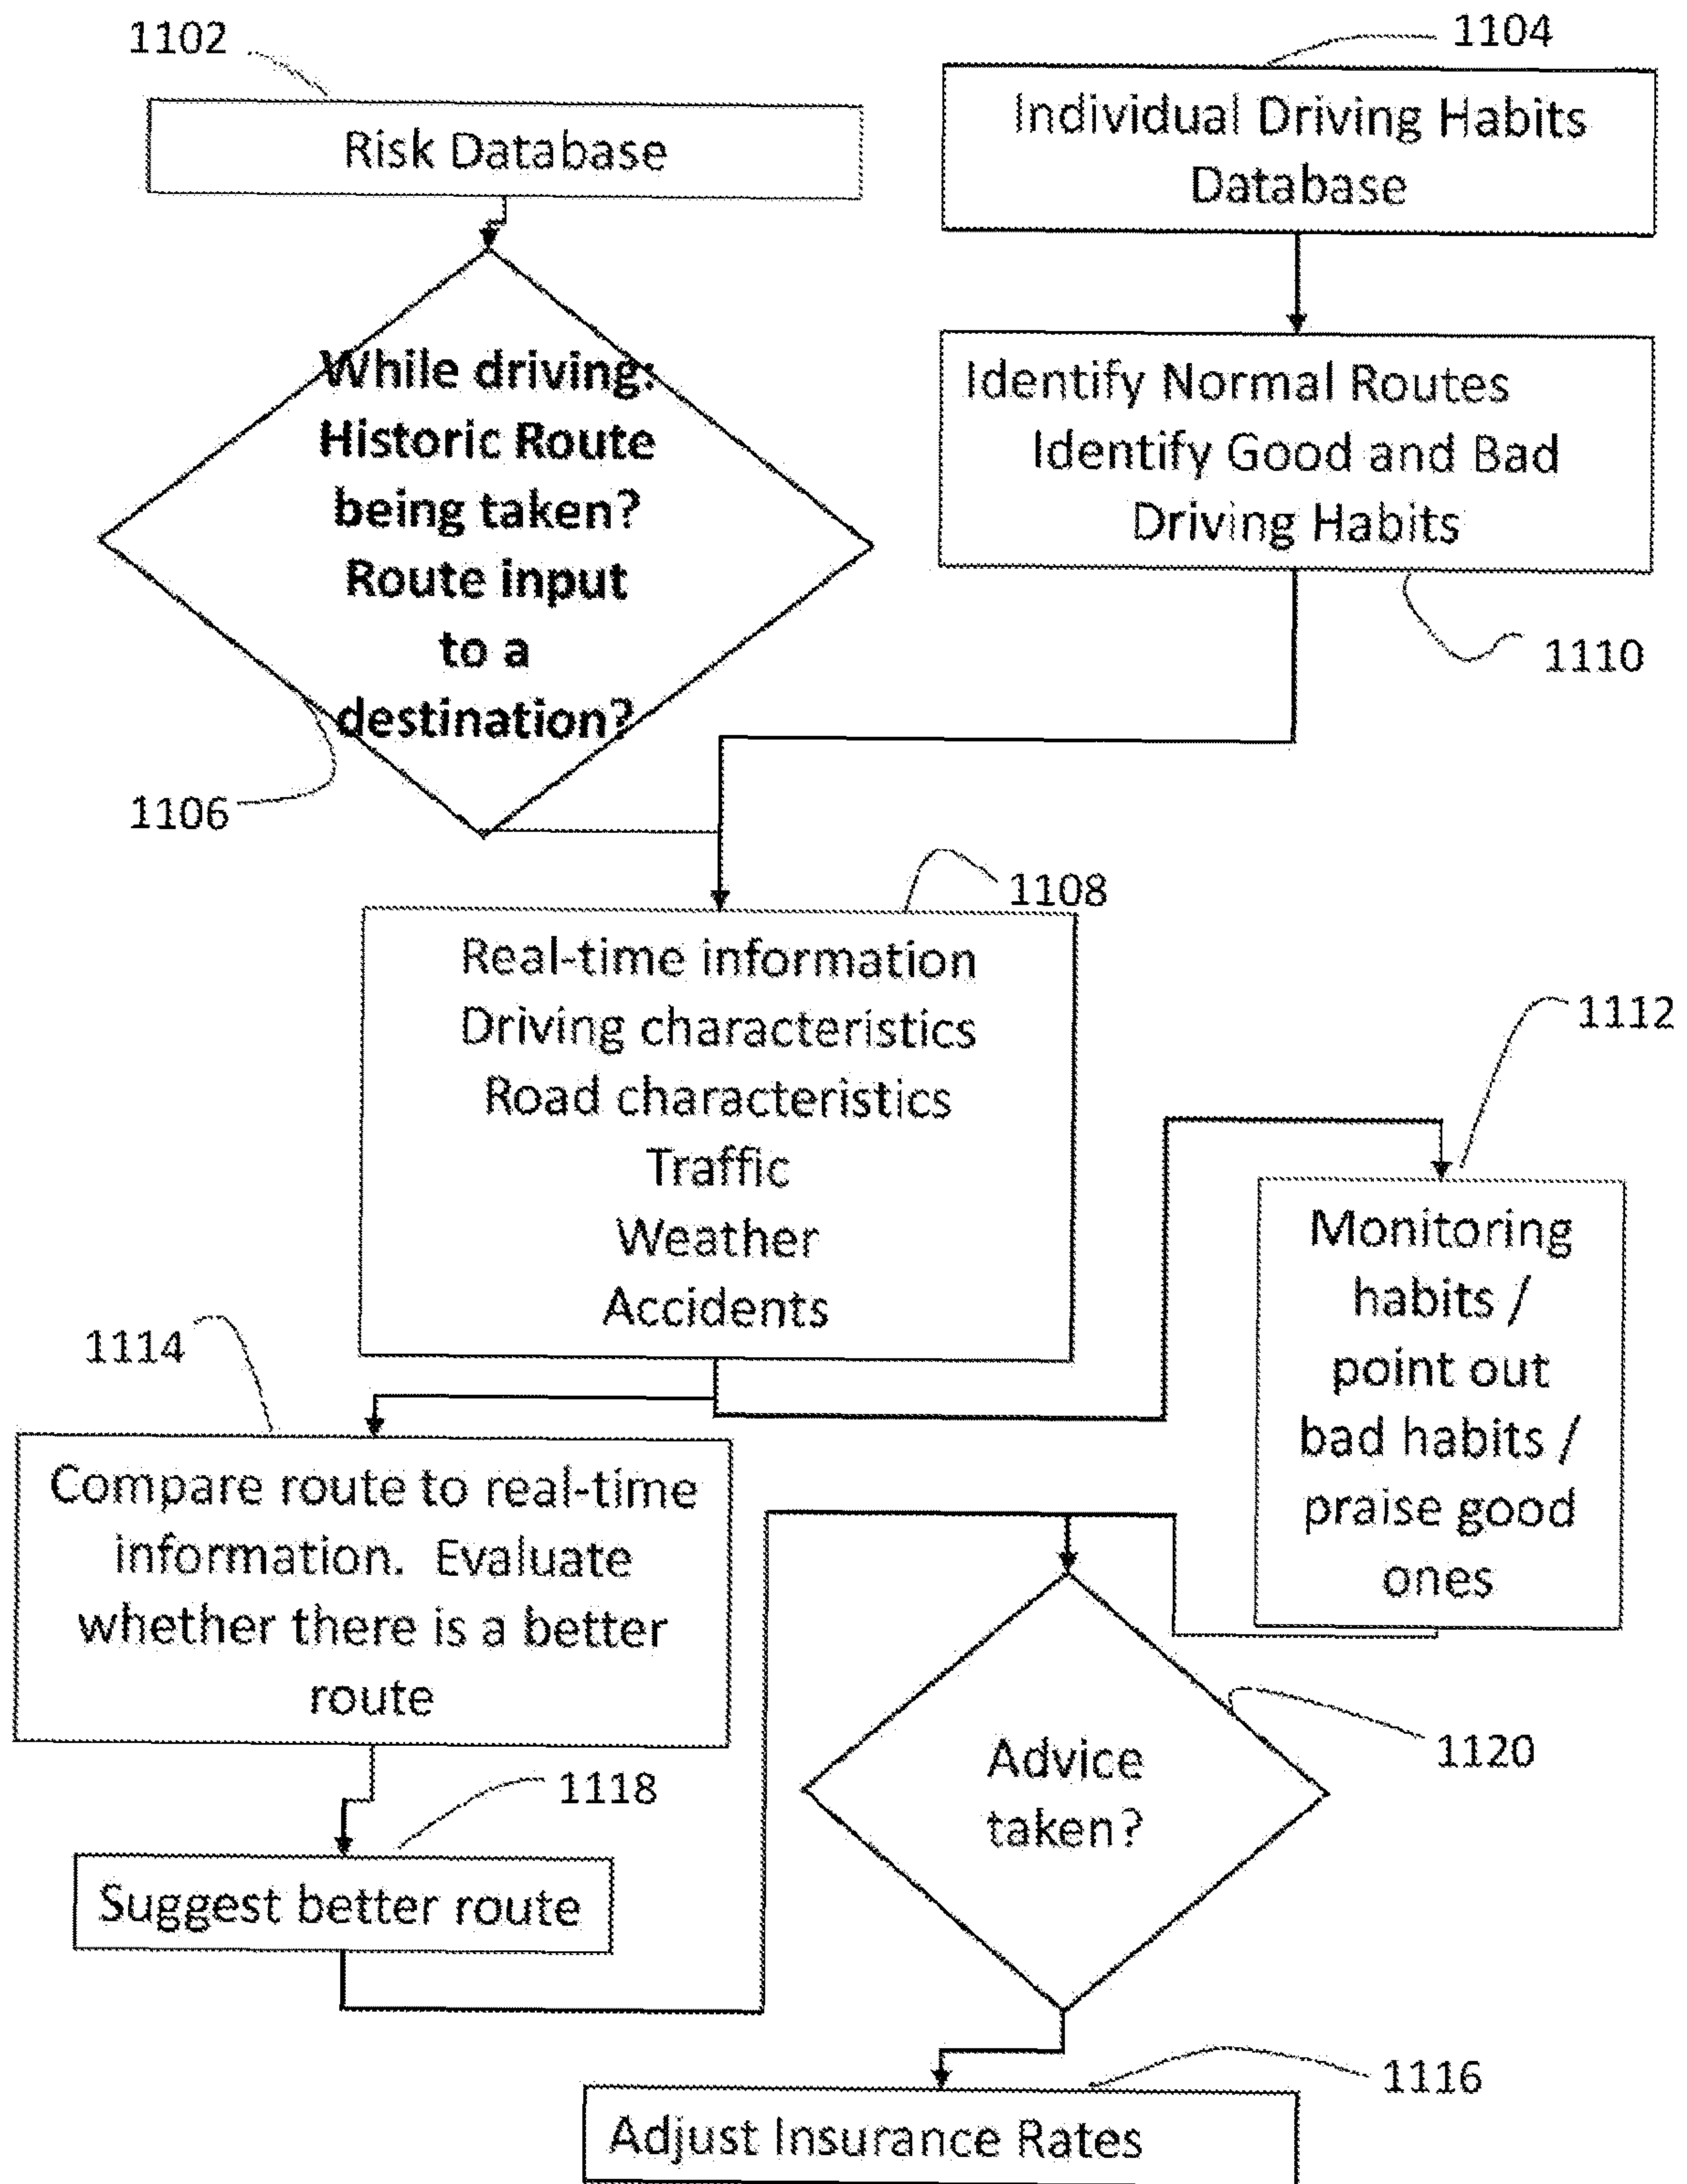 1102
Risk Database
1104
Individual Driving Habits
Database
While driving:
Historic Route
being taken?
Route input
to a
destination?
1106
Identify Normal Routes
Identify Good and Bad
Driving Habits
1110
1108
Real-time information
Driving characteristics
Road characteristics
Traffic
Weather
Accidents
1112
Monitoring
habits /
point out
bad habits /
praise good
ones
1114
Compare route to real-time
information. Evaluate
whether there is a better
route
1118
Suggest better route
Advice
taken?
1120
1116
Adjust Insurance Rates